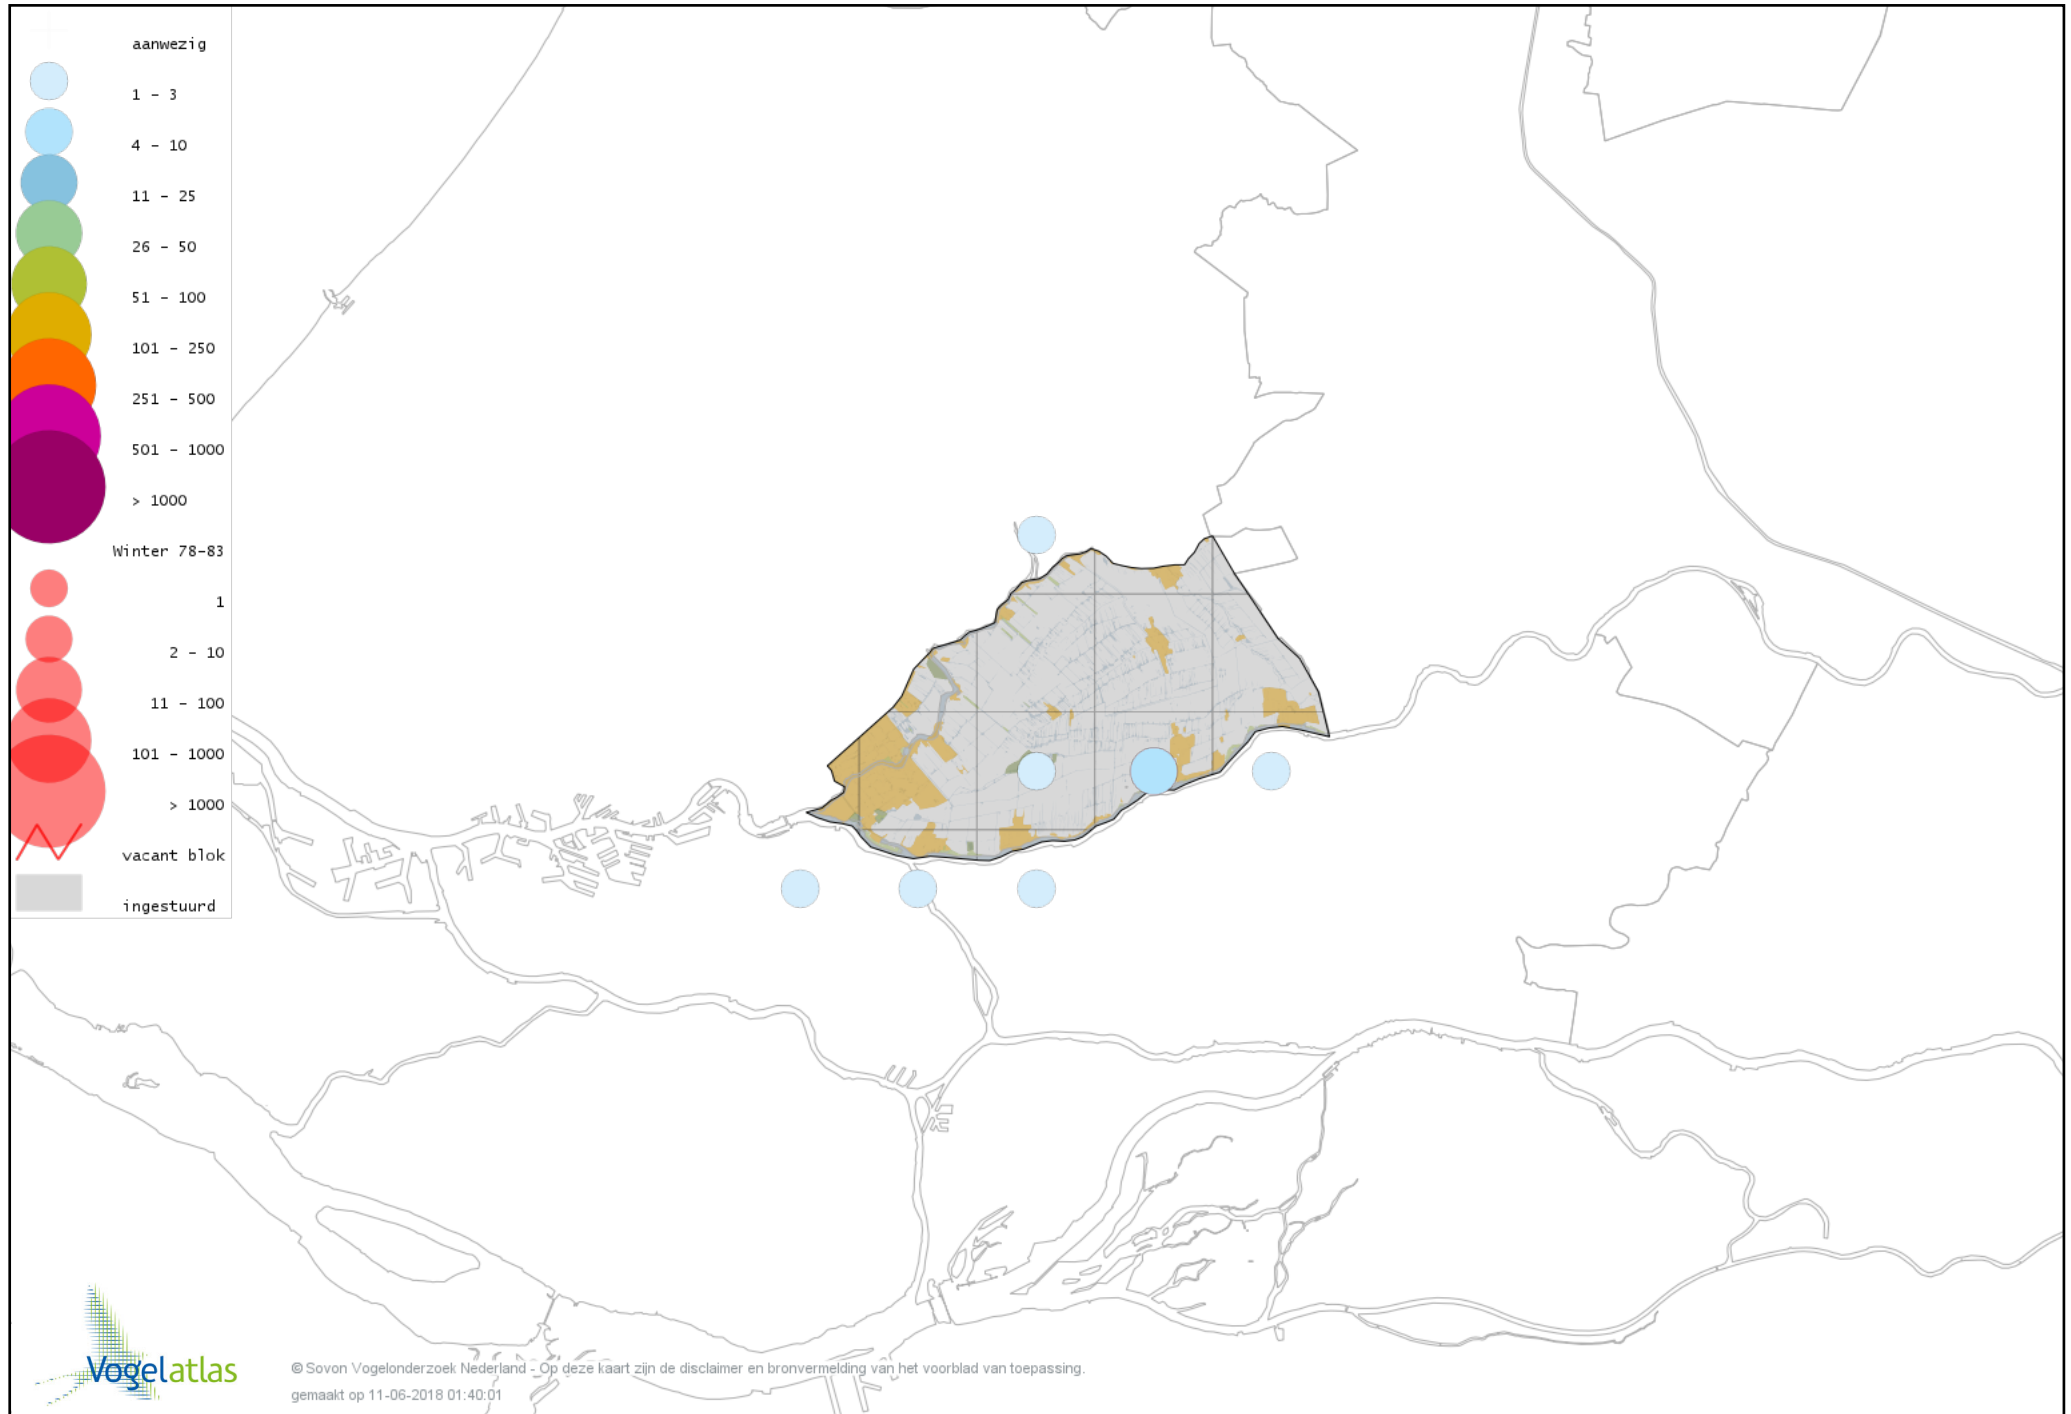 aanwezig
1 - 3
4 - 10
11 - 25
26 - 50
51 - 100
101 - 250
251 - 500
501 - 1000
> 1000
Winter 78-83
1
2 - 10
11 - 100
101 - 1000
> 1000
vacant blok
ingestuurd
Vogelatlas
© Sovon Vogelonderzoek Nederland - Op deze kaart zijn de disclaimer en bronvermelding van het voorblad van toepassing.
gemaakt op 11-06-2018 01:40:01